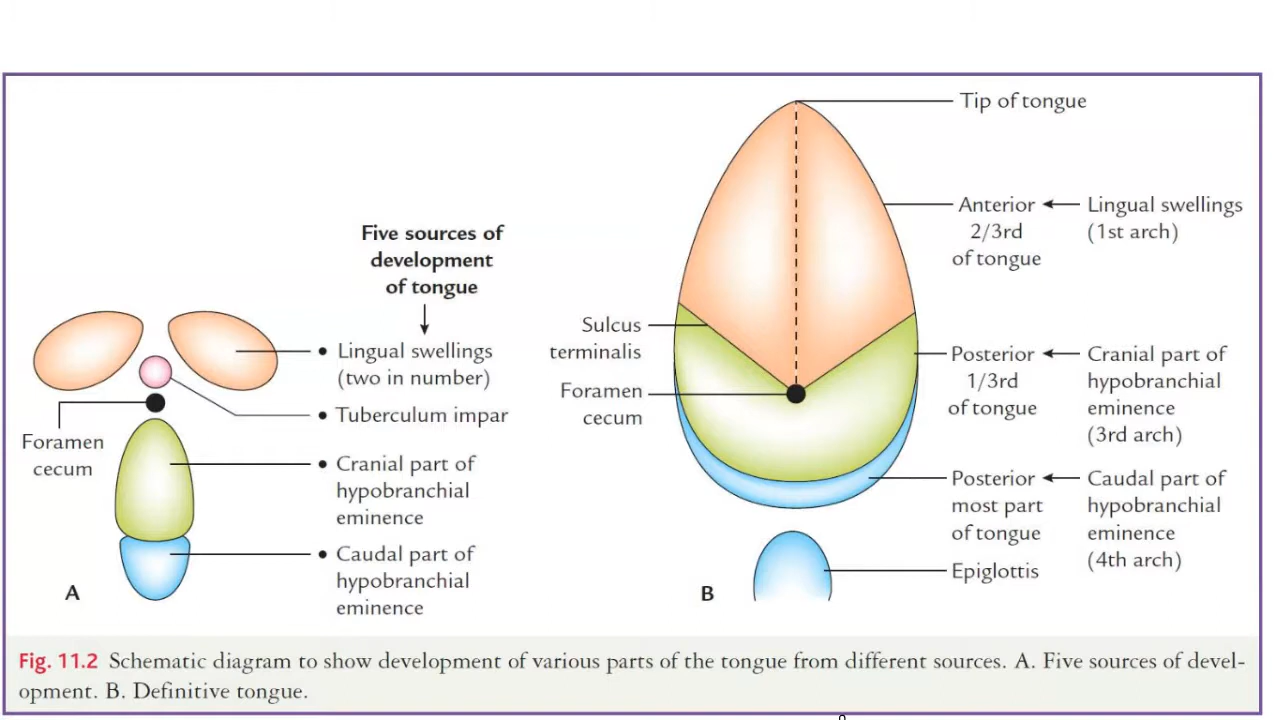 Five sources of
development
of tongue
• Lingual swellings
(two in number)
• Tuberculum impar
Foramen
cecum
• Cranial part of
hypobranchial
eminence
• Caudal part of
hypobranchial
eminence
A
Tip of tongue
Anterior
2/3rd
of tongue
Lingual swellings
(1st arch)
Sulcus
terminalis
Foramen
cecum
Posterior
1/3rd
of tongue
Cranial part of
hypobranchial
eminence
(3rd arch)
Posterior
most part
of tongue
Caudal part of
hypobranchial
eminence
(4th arch)
Epiglottis
B
Fig. 11.2 Schematic diagram to show development of various parts of the tongue from different sources. A. Five sources of devel-
opment. B. Definitive tongue.